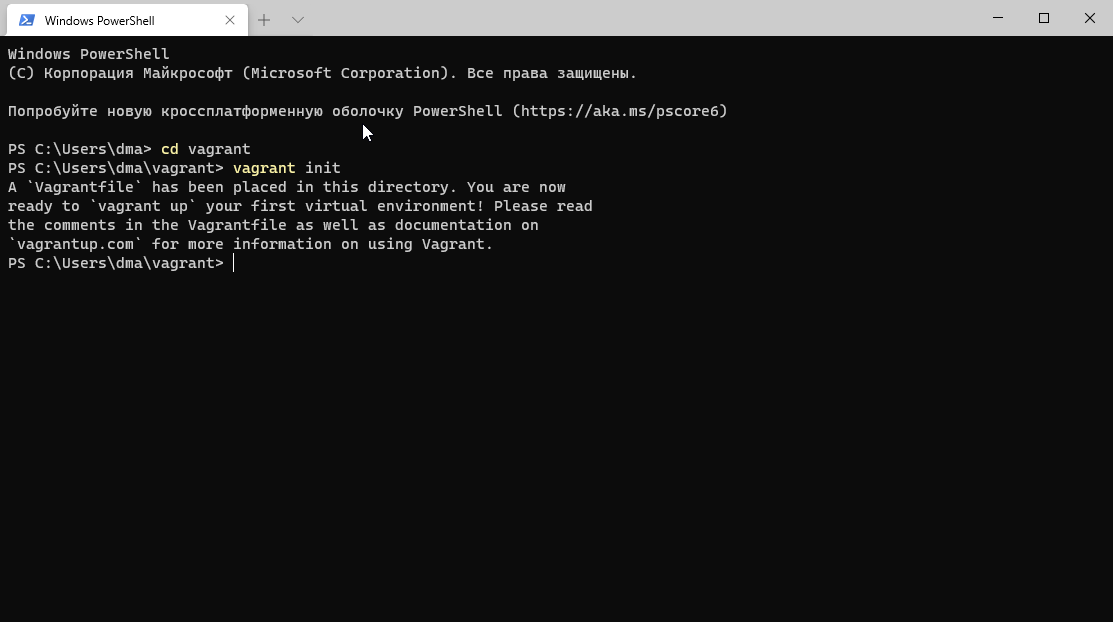 Windows PowerShell
Windows PowerShell
(C) Корпорация Майкрософт (Microsoft Corporation). Все права защищены.
Попробуйте новую кроссплатформенную оболочку PowerShell (https://aka.ms/pscore6)
PS C:\Users\dma> cd vagrant
PS C:\Users\dma\vagrant> vagrant init
A `Vagrantfile` has been placed in this directory. You are now
ready to `vagrant up` your first virtual environment! Please read
the comments in the Vagrantfile as well as documentation on
`vagrantup.com` for more information on using Vagrant.
PS C:\Users\dma\vagrant>